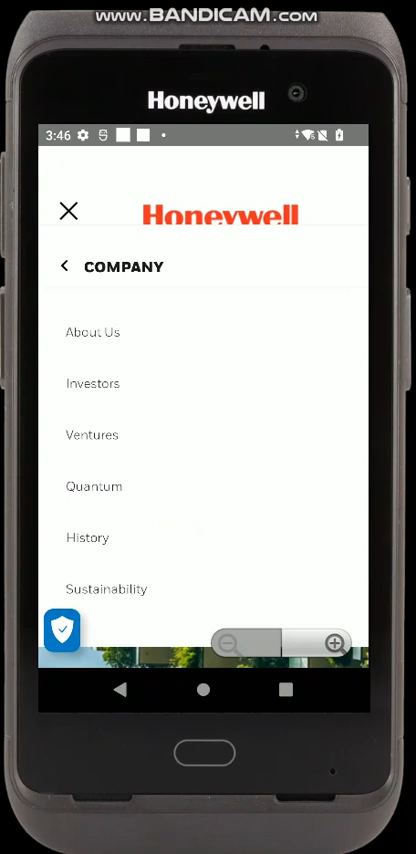 www.BANDICAM.com
Honeywell
3:46
Honeywell
COMPANY
About Us
Investors
Ventures
Quantum
History
Sustainability